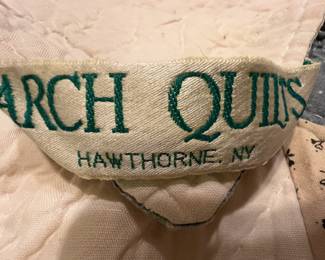 ARCH QUILTS
HAWTHORNE, NY